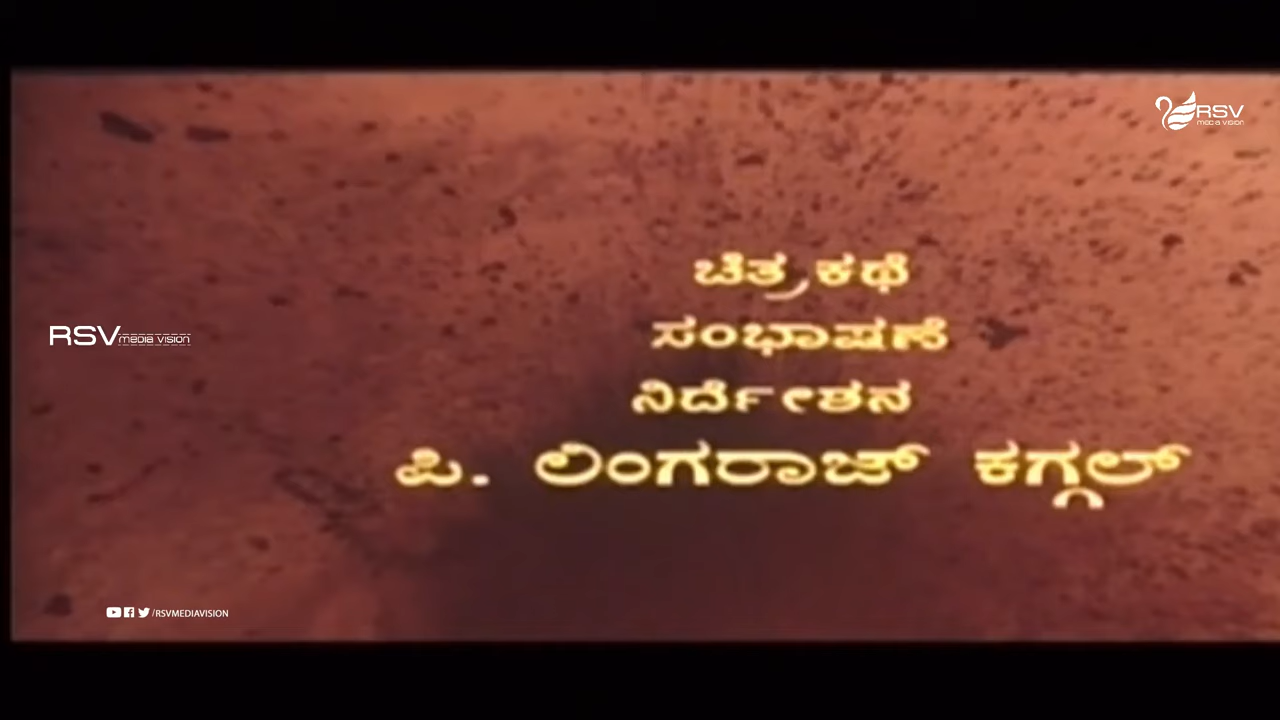 RSV
media vision
ಚಿತ್ರಕಥೆ
ಸಂಭಾಷಣೆ
RSV media vision
ನಿರ್ದೇಶನ
ಪಿ. ಲಿಂಗರಾಜ್ ಕಗ್ಗಲ್
/RSVMEDIAVISION